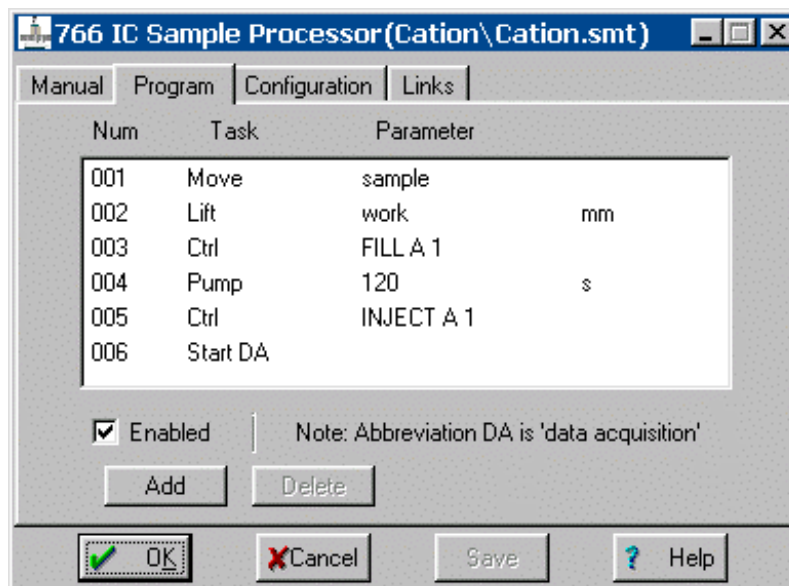 766 IC Sample Processor(Cation\Cation.smt)
Manual Program Configuration Links
Num Task Parameter
001 Move sample
002 Lift work mm
003 Ctrl FILL A 1
004 Pump 120 s
005 Ctrl INJECT A 1
006 Start DA
Enabled Note: Abbreviation DA is 'data acquisition'
Add Delete
OK Cancel Save ? Help